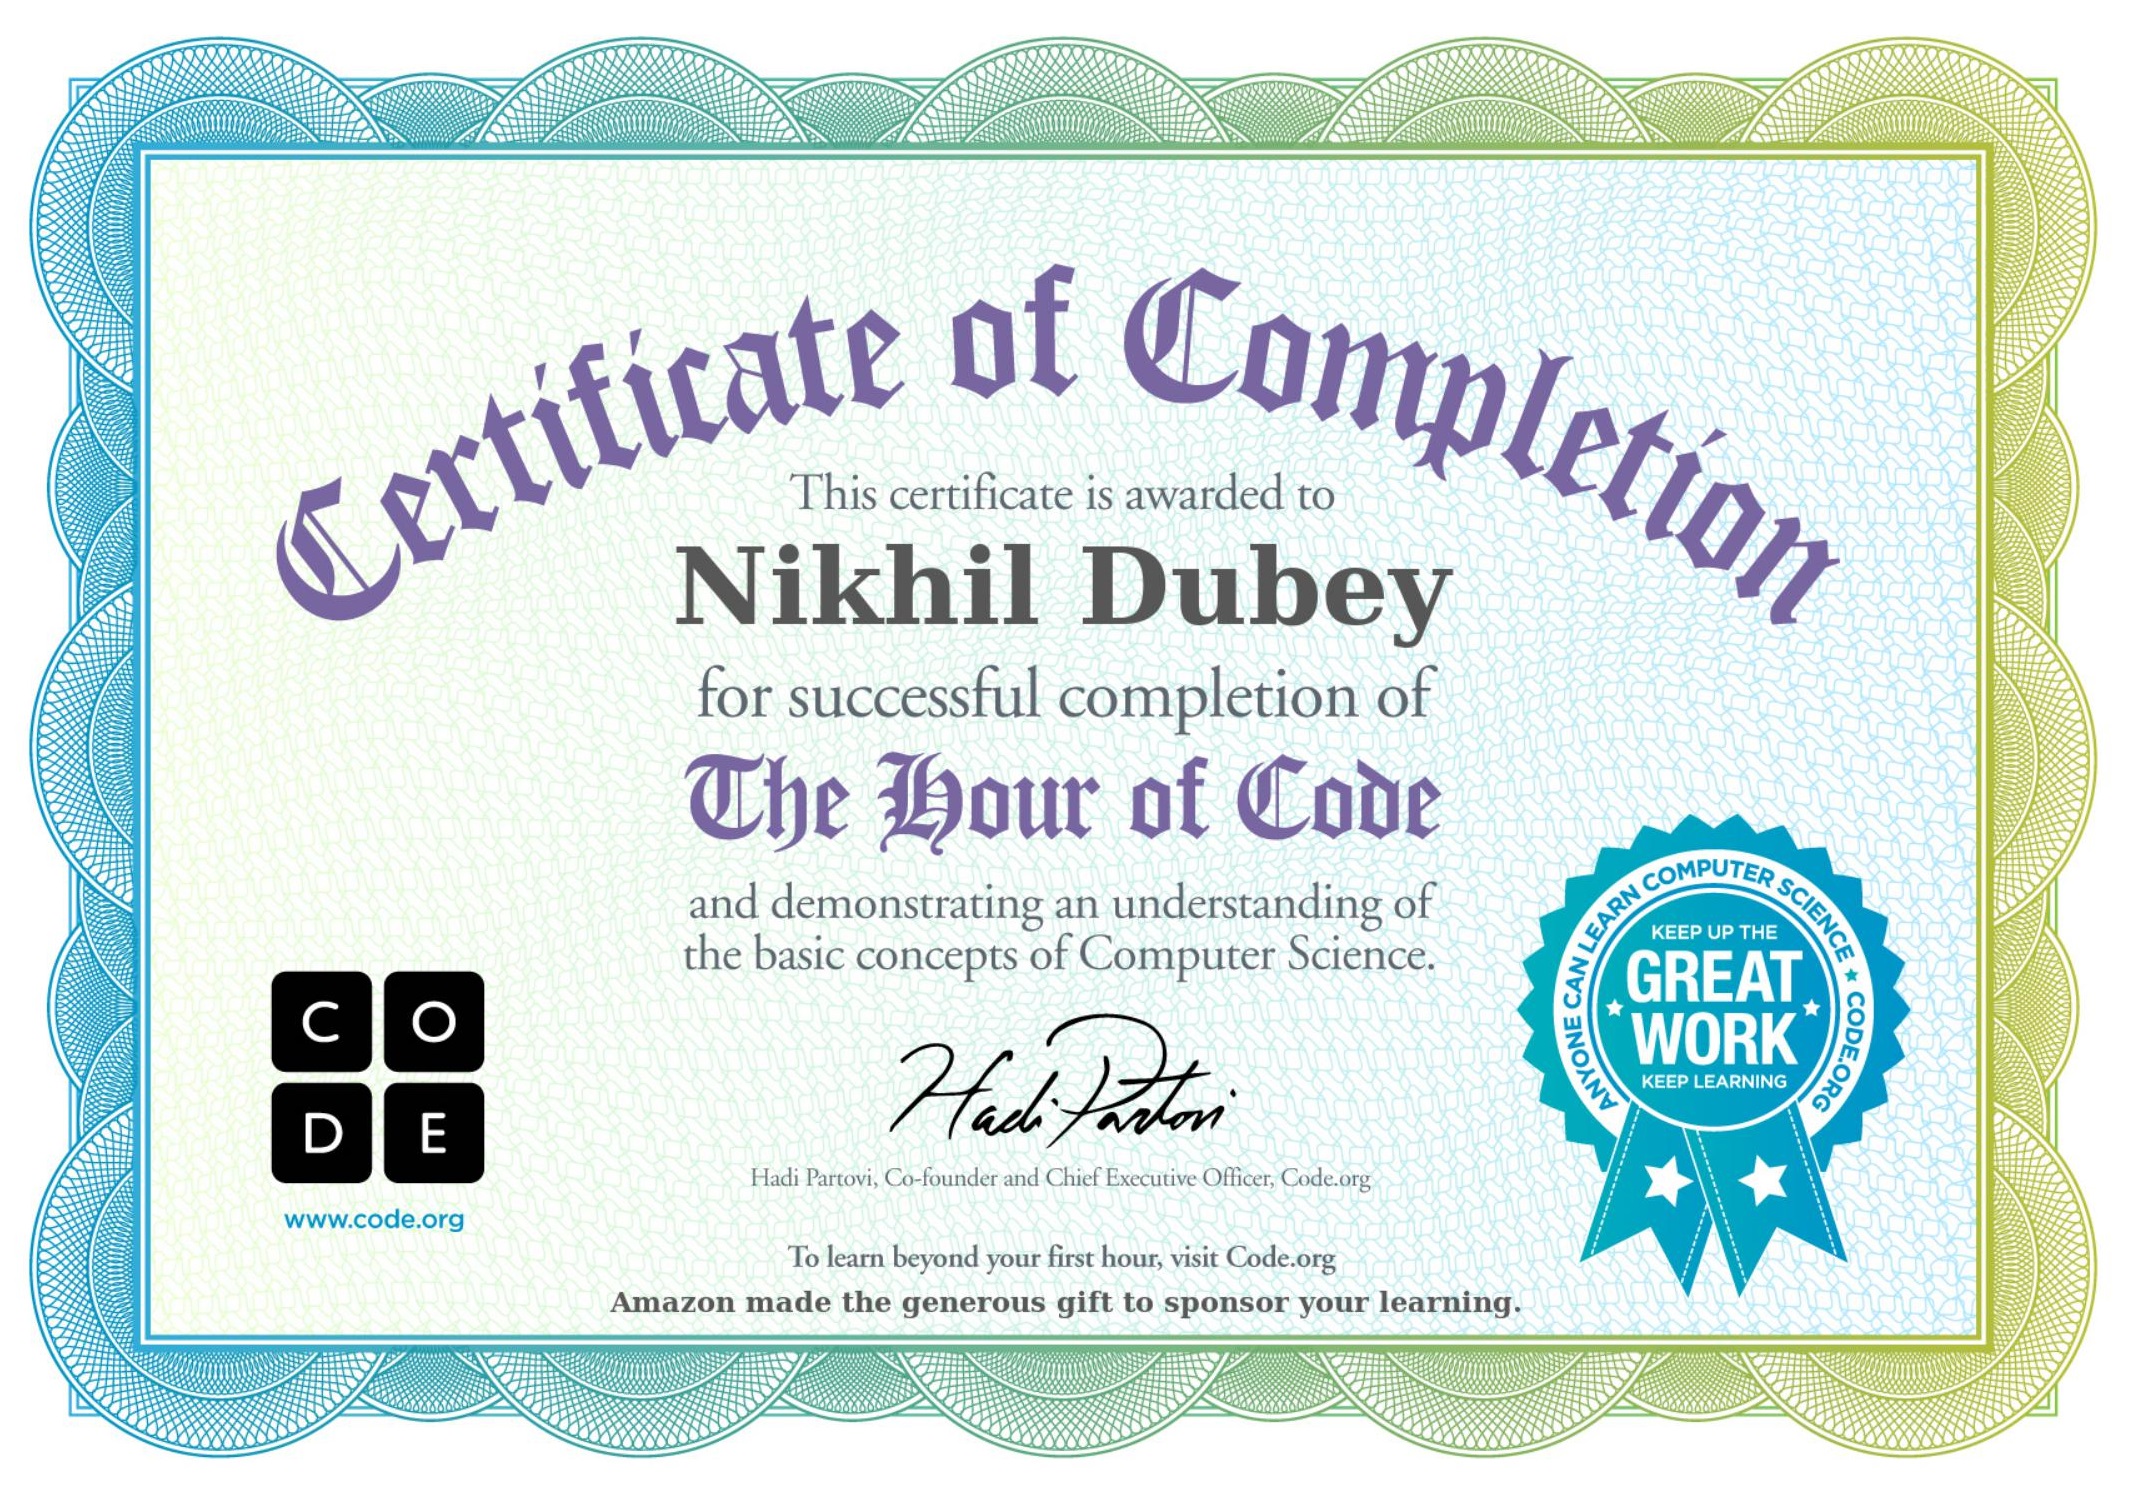 Certificate of Completion
This certificate is awarded to
Nikhil Dubey
for successful completion of
The Hour of Code
and demonstrating an understanding of
the basic concepts of Computer Science.
C O
D E
www.code.org
Hadi Partovi
Hadi Partovi, Co-founder and Chief Executive Officer, Code.org
To learn beyond your first hour, visit Code.org
Amazon made the generous gift to sponsor your learning.
ANYONE CAN LEARN COMPUTER SCIENCE ★ CODE.ORG
KEEP UP THE
GREAT
WORK
KEEP LEARNING